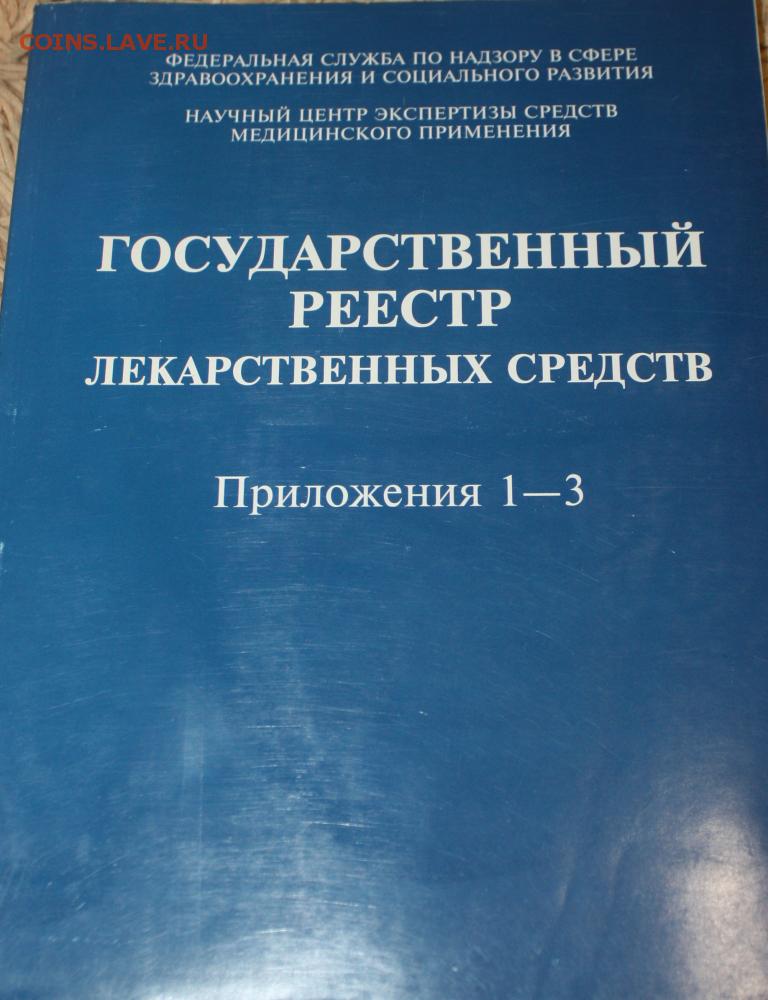 COINS.LAVE.RU
ФЕДЕРАЛЬНАЯ СЛУЖБА ПО НАДЗОРУ В СФЕРЕ
ЗДРАВООХРАНЕНИЯ И СОЦИАЛЬНОГО РАЗВИТИЯ
НАУЧНЫЙ ЦЕНТР ЭКСПЕРТИЗЫ СРЕДСТВ
МЕДИЦИНСКОГО ПРИМЕНЕНИЯ
ГОСУДАРСТВЕННЫЙ
РЕЕСТР
ЛЕКАРСТВЕННЫХ СРЕДСТВ
Приложения 1—3